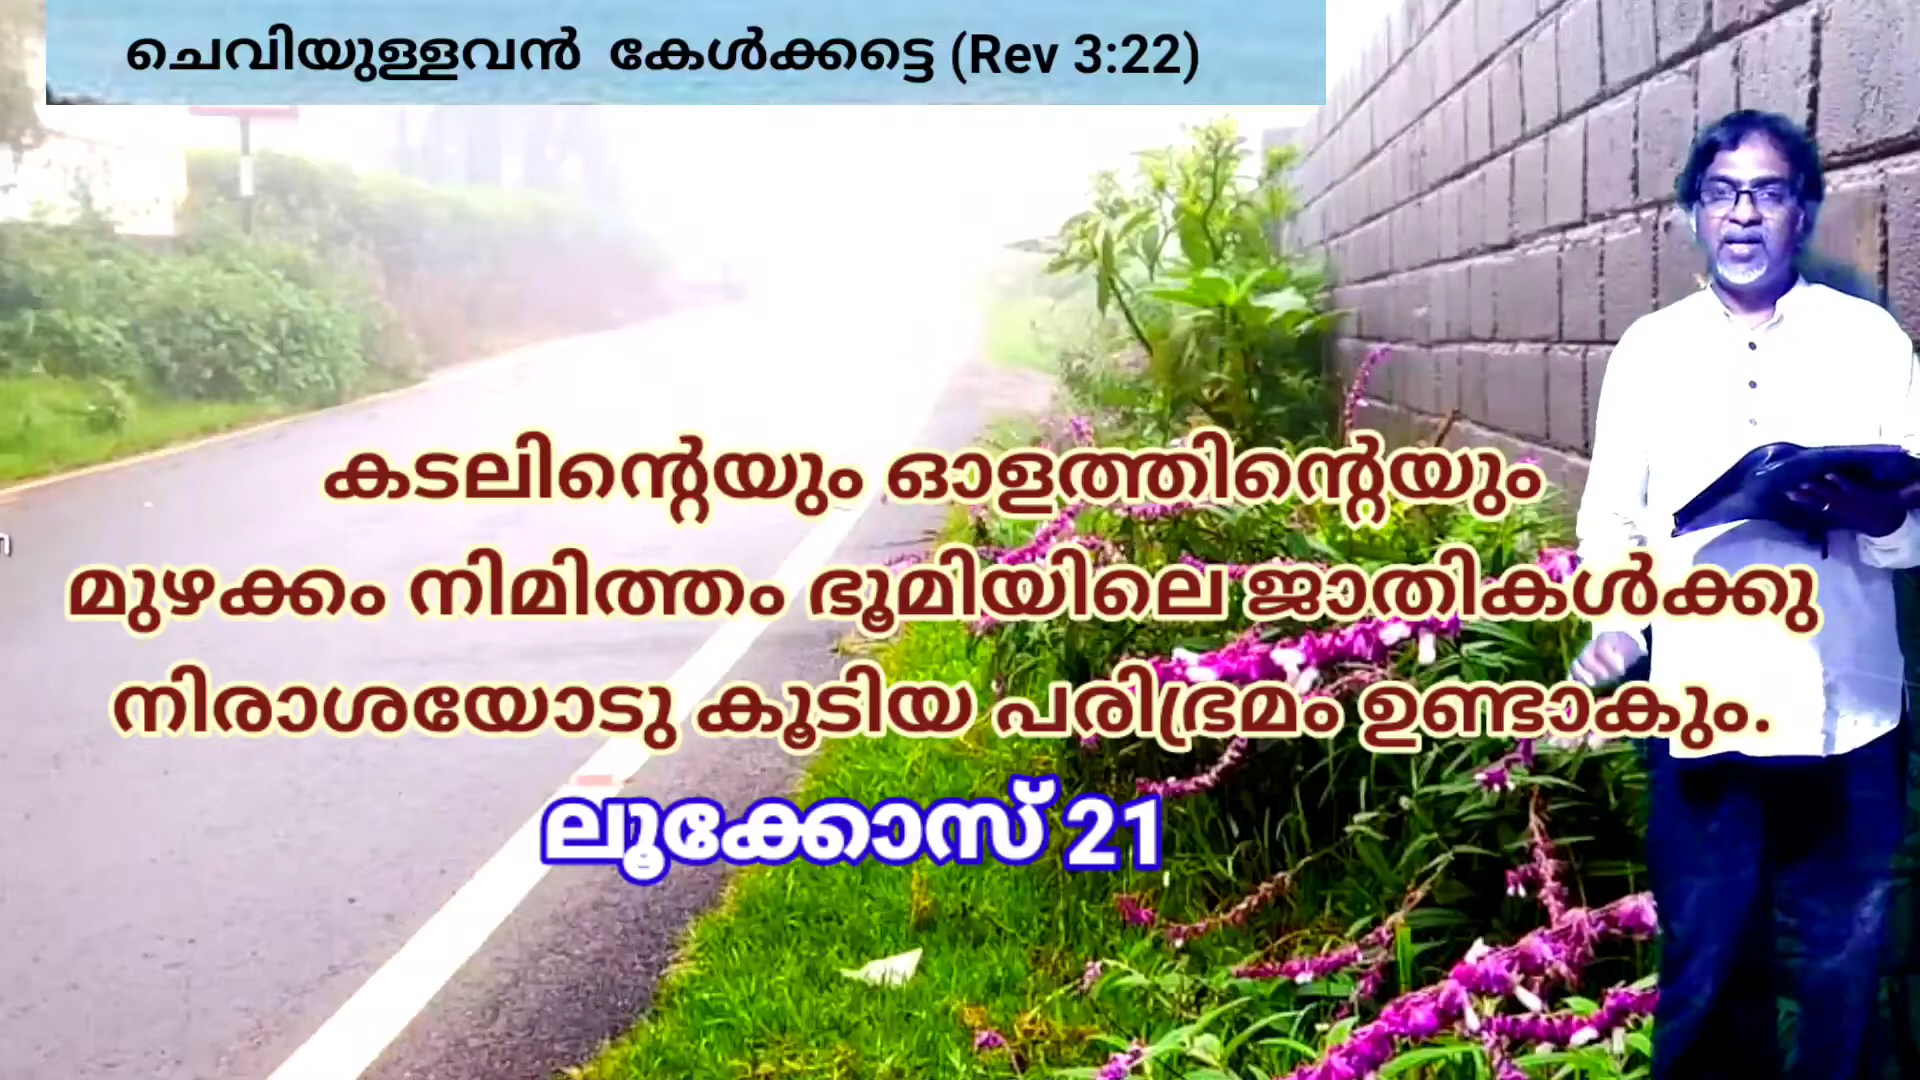 ചെവിയുള്ളവൻ കേൾക്കട്ടെ (Rev 3:22)
കടലിന്റെയും ഓളത്തിന്റെയും
മുഴക്കം നിമിത്തം ഭൂമിയിലെ ജാതികൾക്കു
നിരാശയോടു കൂടിയ പരിഭ്രമം ഉണ്ടാകും.
ലൂക്കോസ് 21